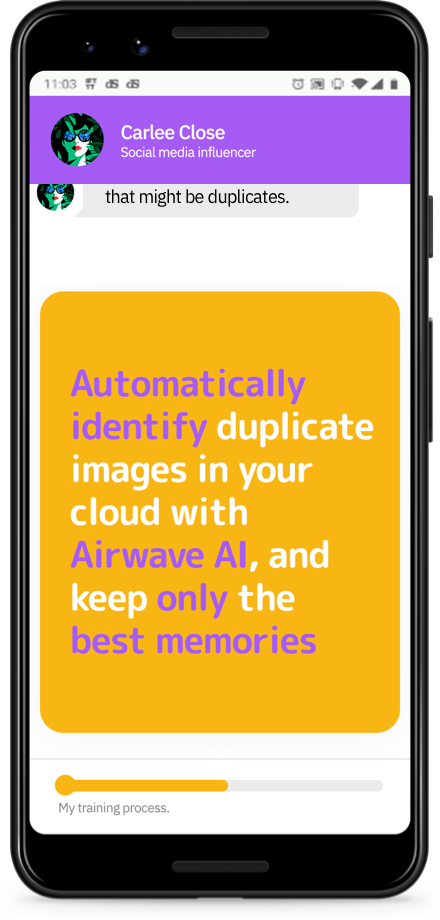 11:03
Carlee Close
Social media influencer
that might be duplicates.
Automatically
identify duplicate
images in your
cloud with
Airwave AI, and
keep only the
best memories
My training process.